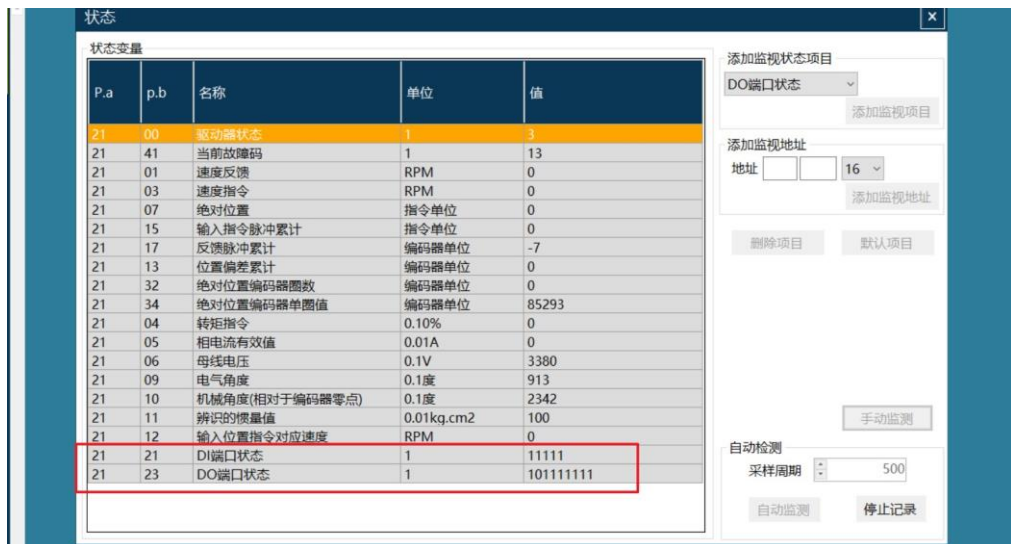 状态
状态变量
P.a p.b 名称 单位 值
21 00 驱动器状态 1 3
21 41 当前故障码 1 13
21 01 速度反馈 RPM 0
21 03 速度指令 RPM 0
21 07 绝对位置 指令单位 0
21 15 输入指令脉冲累计 指令单位 0
21 17 反馈脉冲累计 编码器单位 -7
21 13 位置偏差累计 编码器单位 0
21 32 绝对位置编码器圈数 编码器单位 0
21 34 绝对位置编码器单圈值 编码器单位 85293
21 04 转矩指令 0.10% 0
21 05 相电流有效值 0.01A 0
21 06 母线电压 0.1V 3380
21 09 电气角度 0.1度 913
21 10 机械角度(相对于编码器零点) 0.1度 2342
21 11 辨识的惯量值 0.01kg.cm2 100
21 12 输入位置指令对应速度 RPM 0
21 21 DI端口状态 1 11111
21 23 DO端口状态 1 101111111
添加监视状态项目
DO端口状态
添加监视项目
添加监视地址
地址 16
添加监视地址
删除项目 默认项目
手动监测
自动检测
采样周期 500
自动监测 停止记录